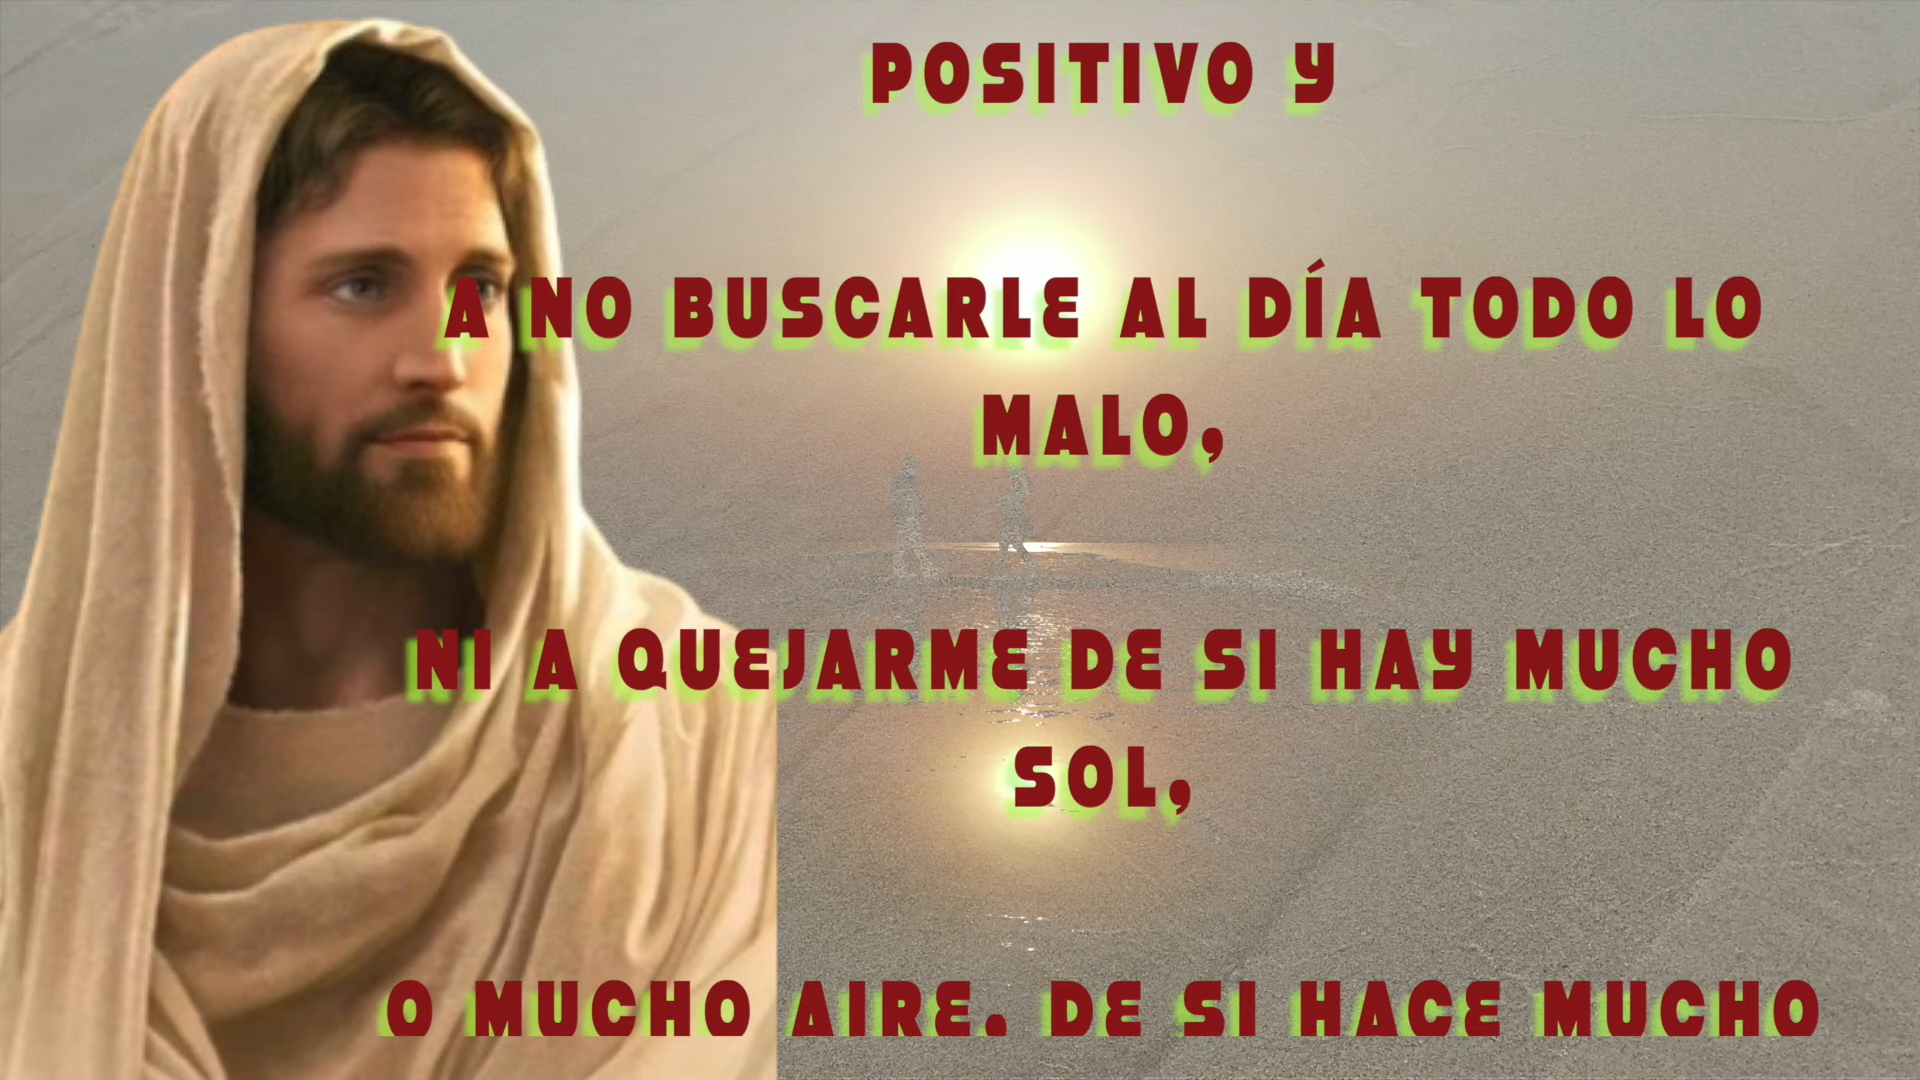 POSITIVO Y
A NO BUSCARLE AL DÍA TODO LO
MALO,
NI A QUEJARME DE SI HAY MUCHO
SOL,
O MUCHO AIRE. DE SI HACE MUCHO